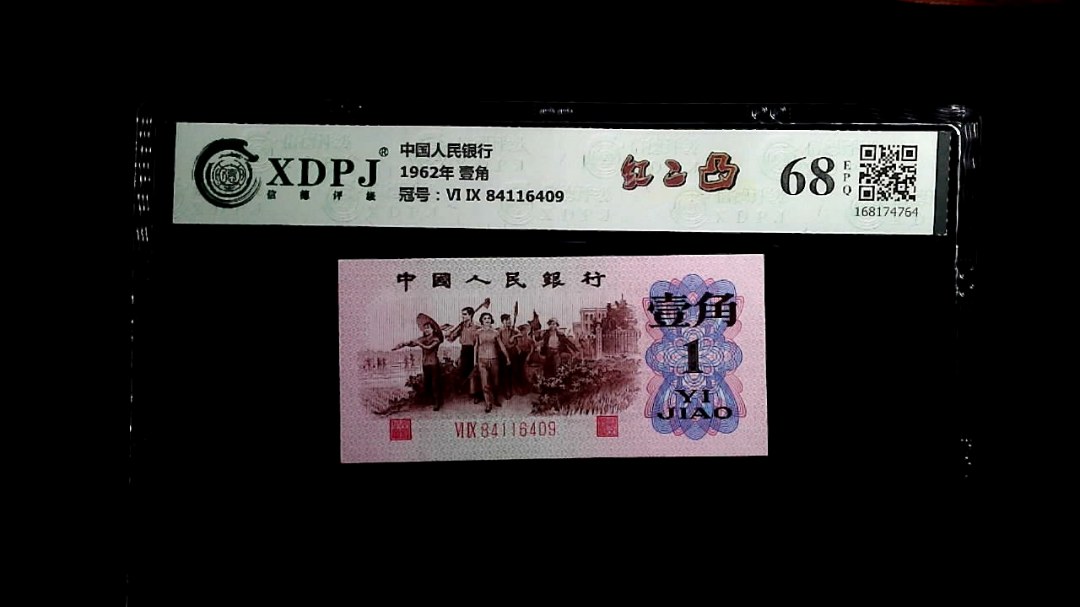 XDPJ®
信德评级
中国人民银行
1962年 壹角
冠号：VI IX 84116409
红二凸
68
EPQ
168174764
中國人民銀行
壹角
1
YI
JIAO
VI IX 84116409